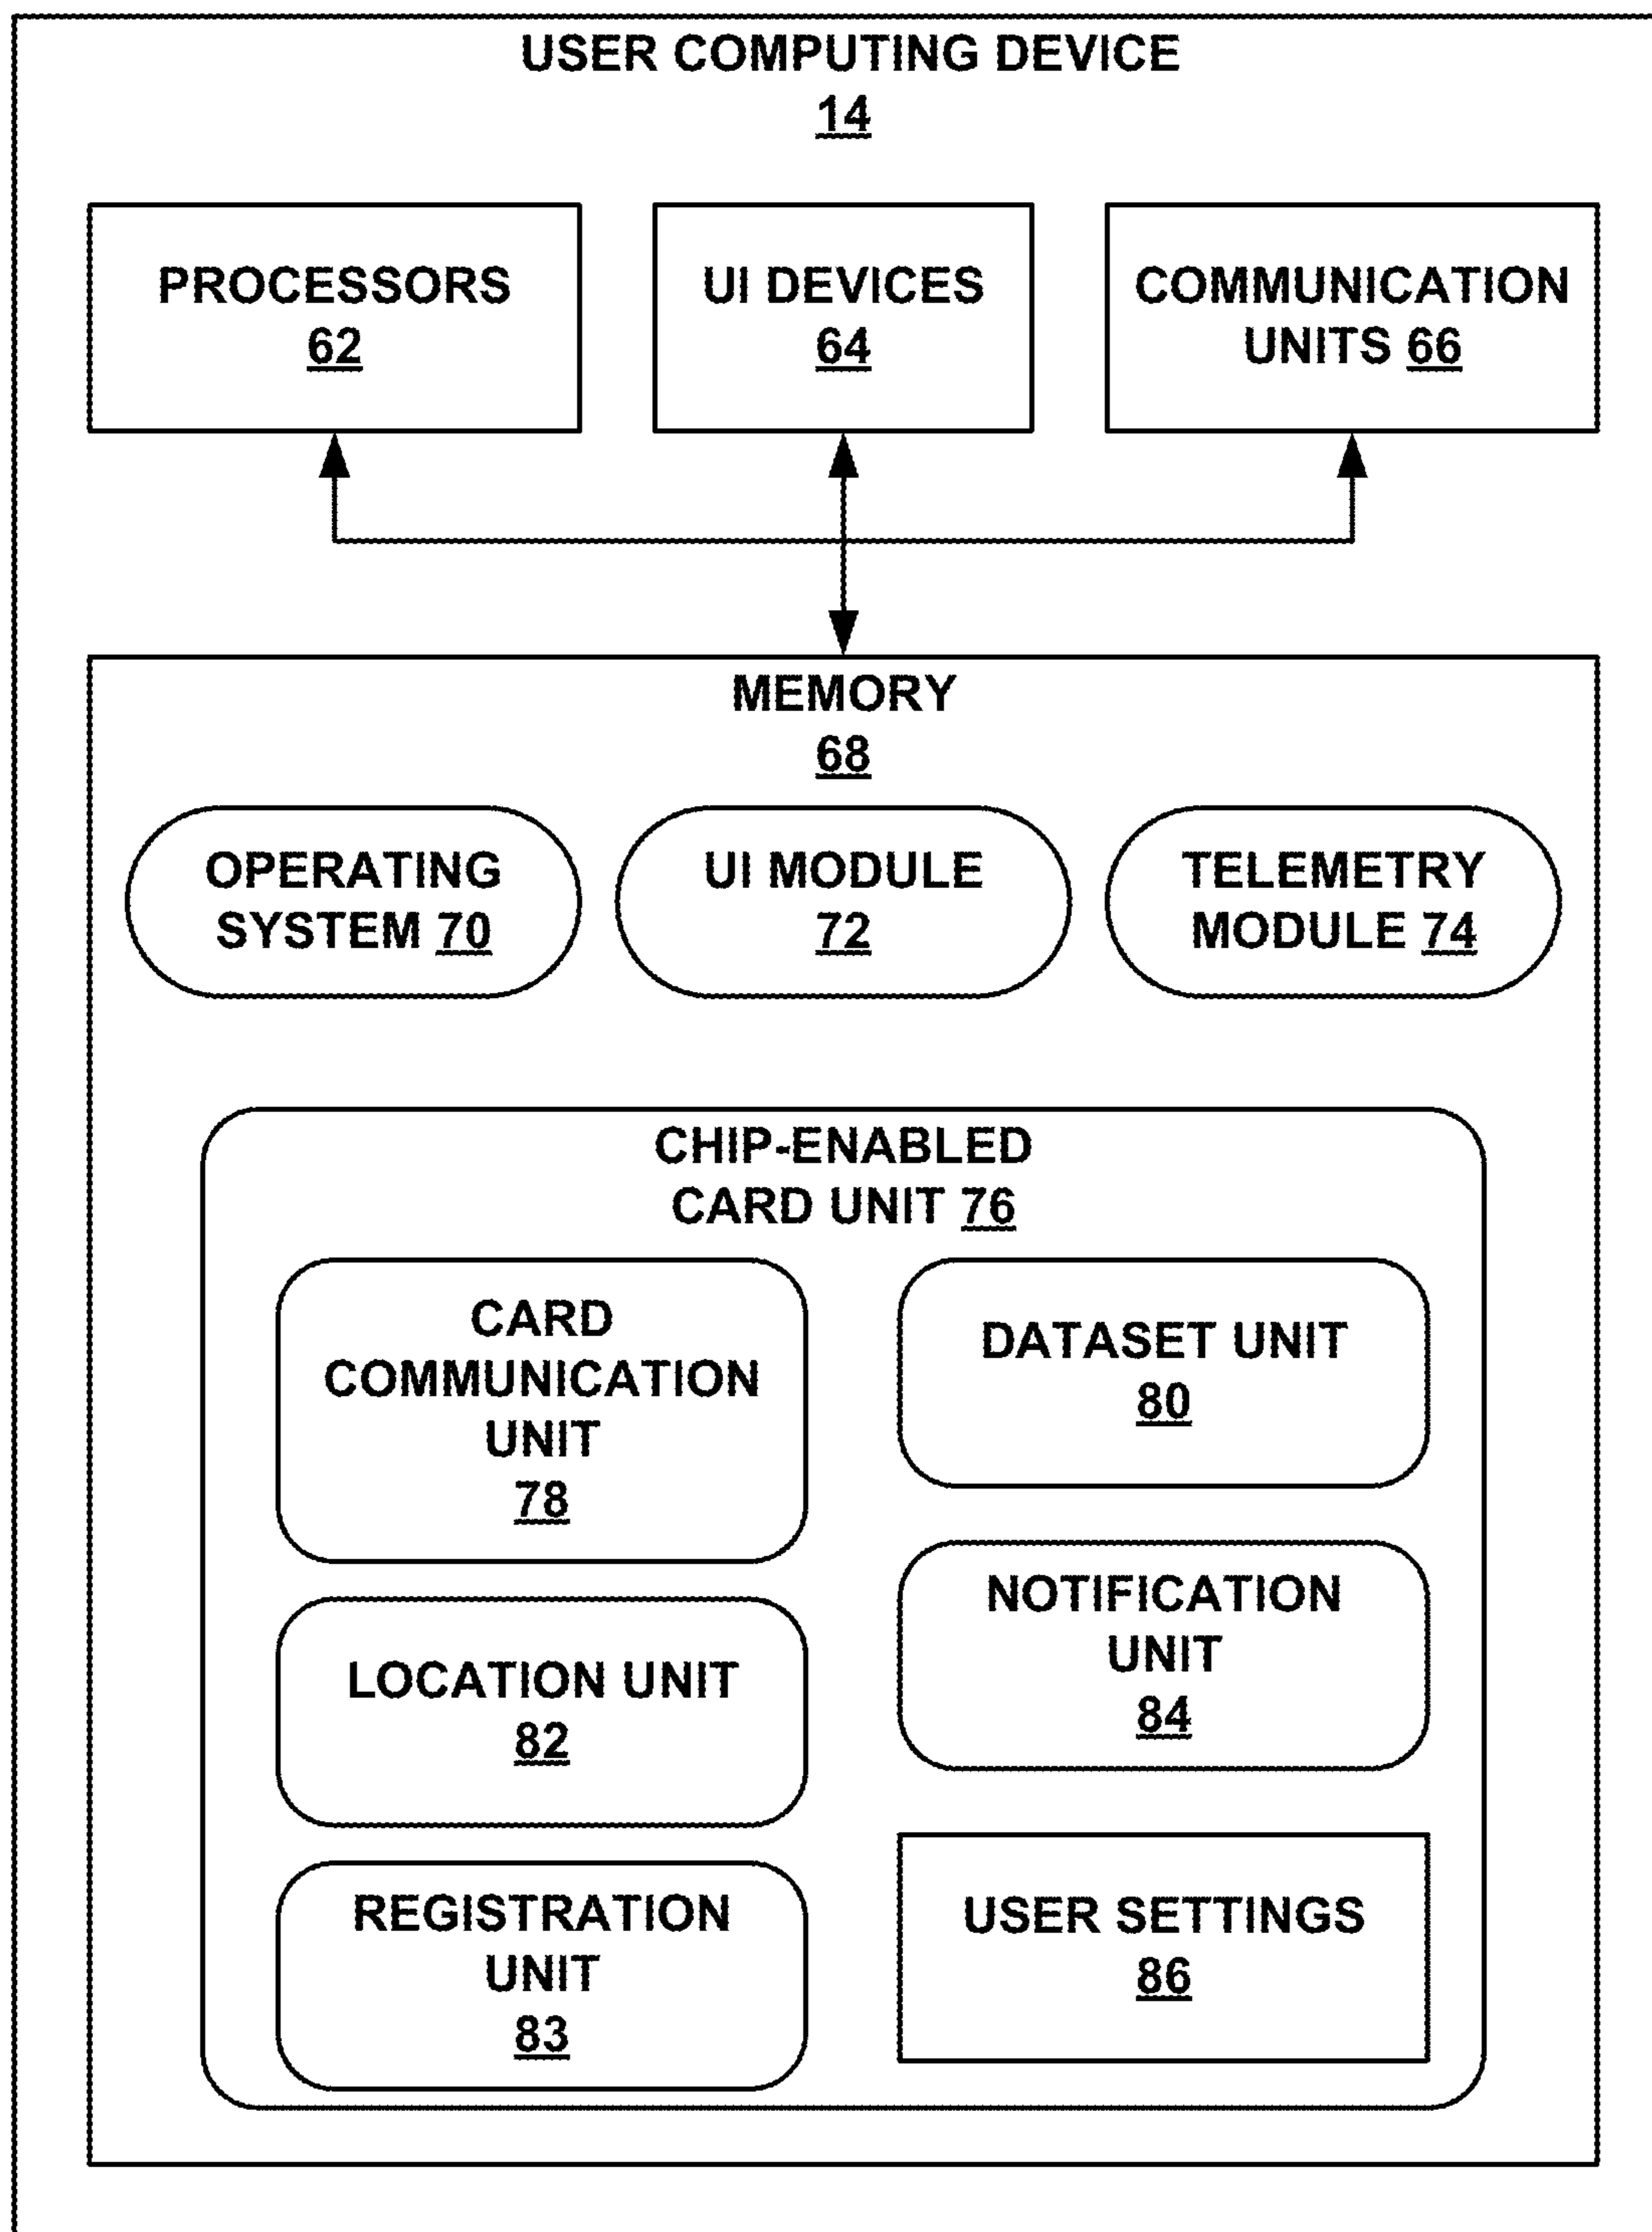 USER COMPUTING DEVICE
14
PROCESSORS
62
UI DEVICES
64
COMMUNICATION
UNITS 66
MEMORY
68
OPERATING
SYSTEM 70
UI MODULE
72
TELEMETRY
MODULE 74
CHIP-ENABLED
CARD UNIT 76
CARD
COMMUNICATION
UNIT
78
DATASET UNIT
80
LOCATION UNIT
82
NOTIFICATION
UNIT
84
REGISTRATION
UNIT
83
USER SETTINGS
86